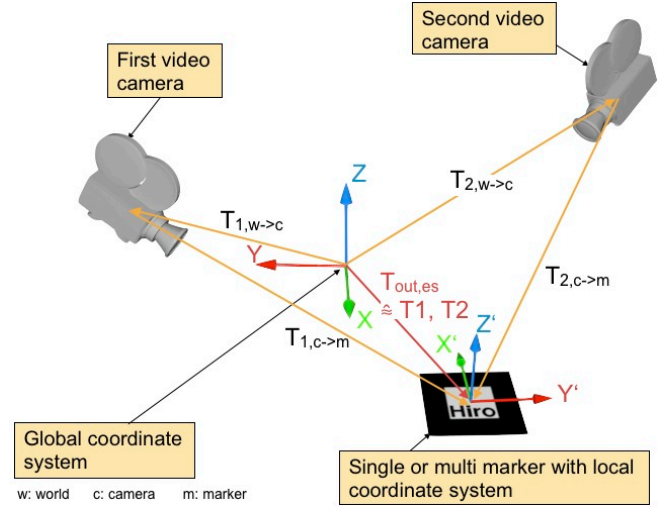 Second video
camera
First video
camera
Z
T2,w->c
T1,w->c
Y
Tout,es
≙ T1, T2
X
T2,c->m
T1,c->m
Z'
X'
Y'
Hiro
Global coordinate
system
Single or multi marker with local
coordinate system
w: world c: camera m: marker